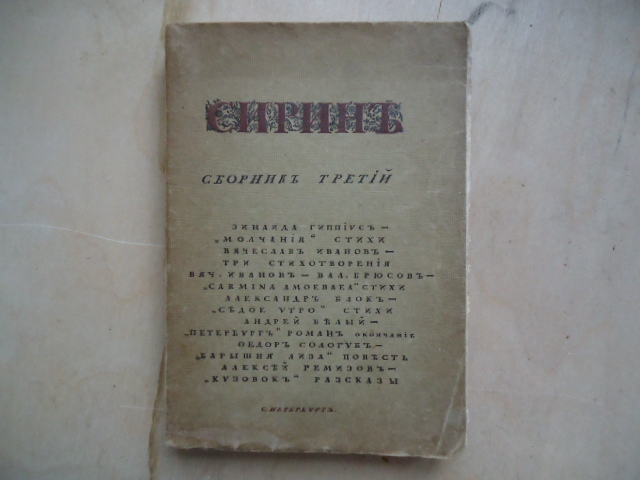 СИРИНЪ
СБОРНИКЪ ТРЕТІЙ
ЗИНАИДА ГИППІУСЪ —
„МОЛЧАНІЯ“ СТИХИ
ВЯЧЕСЛАВЪ ИВАНОВЪ —
ТРИ СТИХОТВОРЕНІЯ
ВЯЧ. ИВАНОВЪ — ВАЛ. БРЮСОВЪ —
„CARMINA AMOEBAEA“ СТИХИ
АЛЕКСАНДРЪ БЛОКЪ —
„СѢДОЕ УТРО“ СТИХИ
АНДРЕЙ БѢЛЫЙ —
„ПЕТЕРБУРГЪ“ РОМАНЪ окончаніе
ѲЕДОРЪ СОЛОГУБЪ —
„БАРЫШНЯ ЛИЗА“ ПОВѢСТЬ
АЛЕКСѢЙ РЕМИЗОВЪ —
„КУЗОВОКЪ“ РАЗСКАЗЫ
С.ПЕТЕРБУРГЪ.